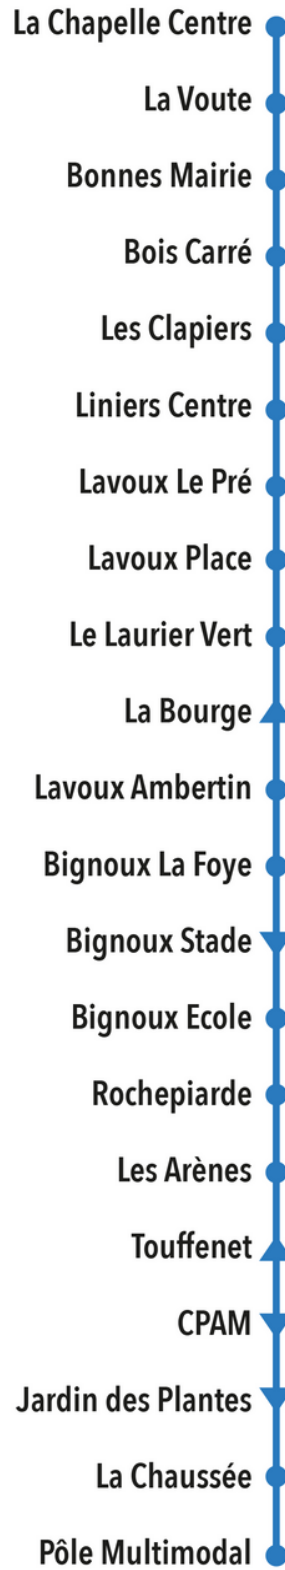 La Chapelle Centre
La Voute
Bonnes Mairie
Bois Carré
Les Clapiers
Liniers Centre
Lavoux Le Pré
Lavoux Place
Le Laurier Vert
La Bourge
Lavoux Ambertin
Bignoux La Foye
Bignoux Stade
Bignoux Ecole
Rochepiarde
Les Arènes
Touffenet
CPAM
Jardin des Plantes
La Chaussée
Pôle Multimodal